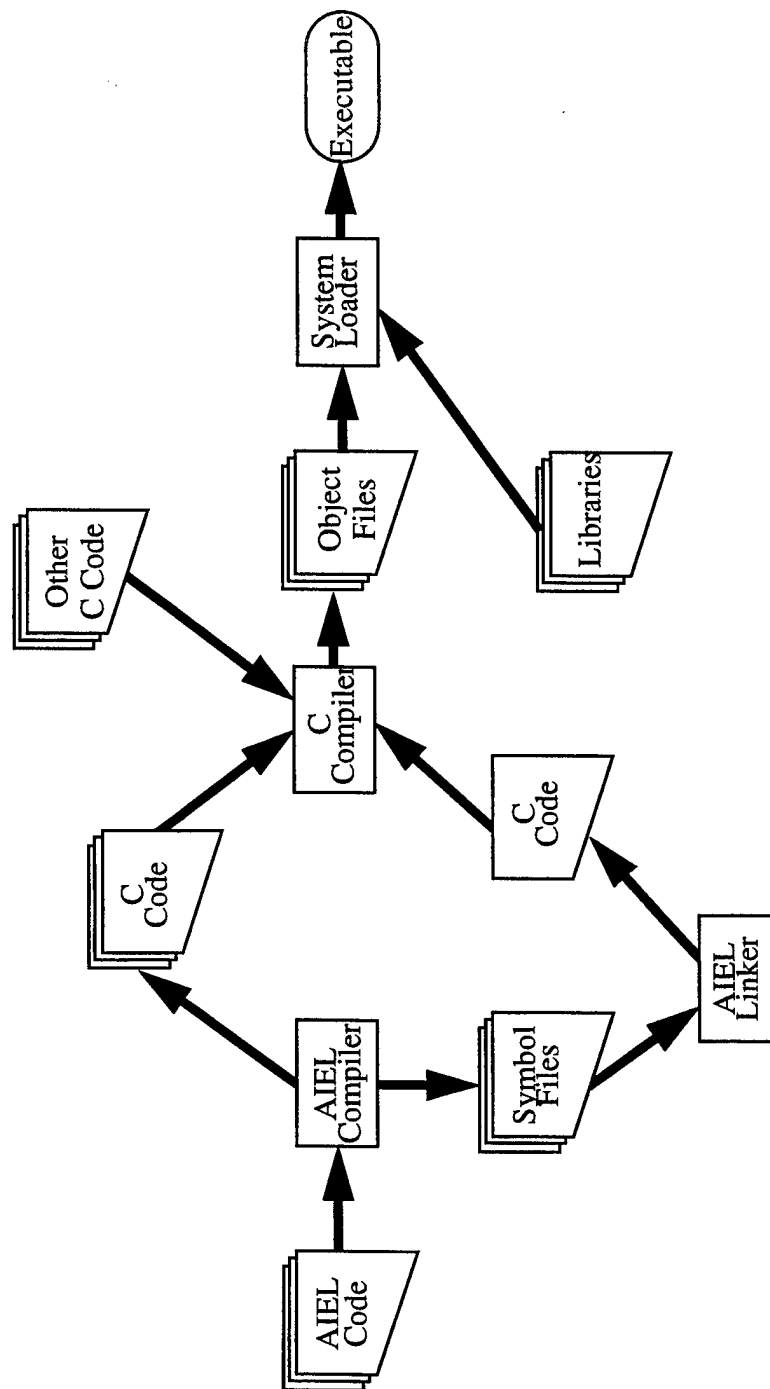 AIEL
Code
AIEL
Compiler
C
Code
Symbol
Files
AIEL
Linker
C
Code
Other
C Code
C
Compiler
Object
Files
Libraries
System
Loader
Executable